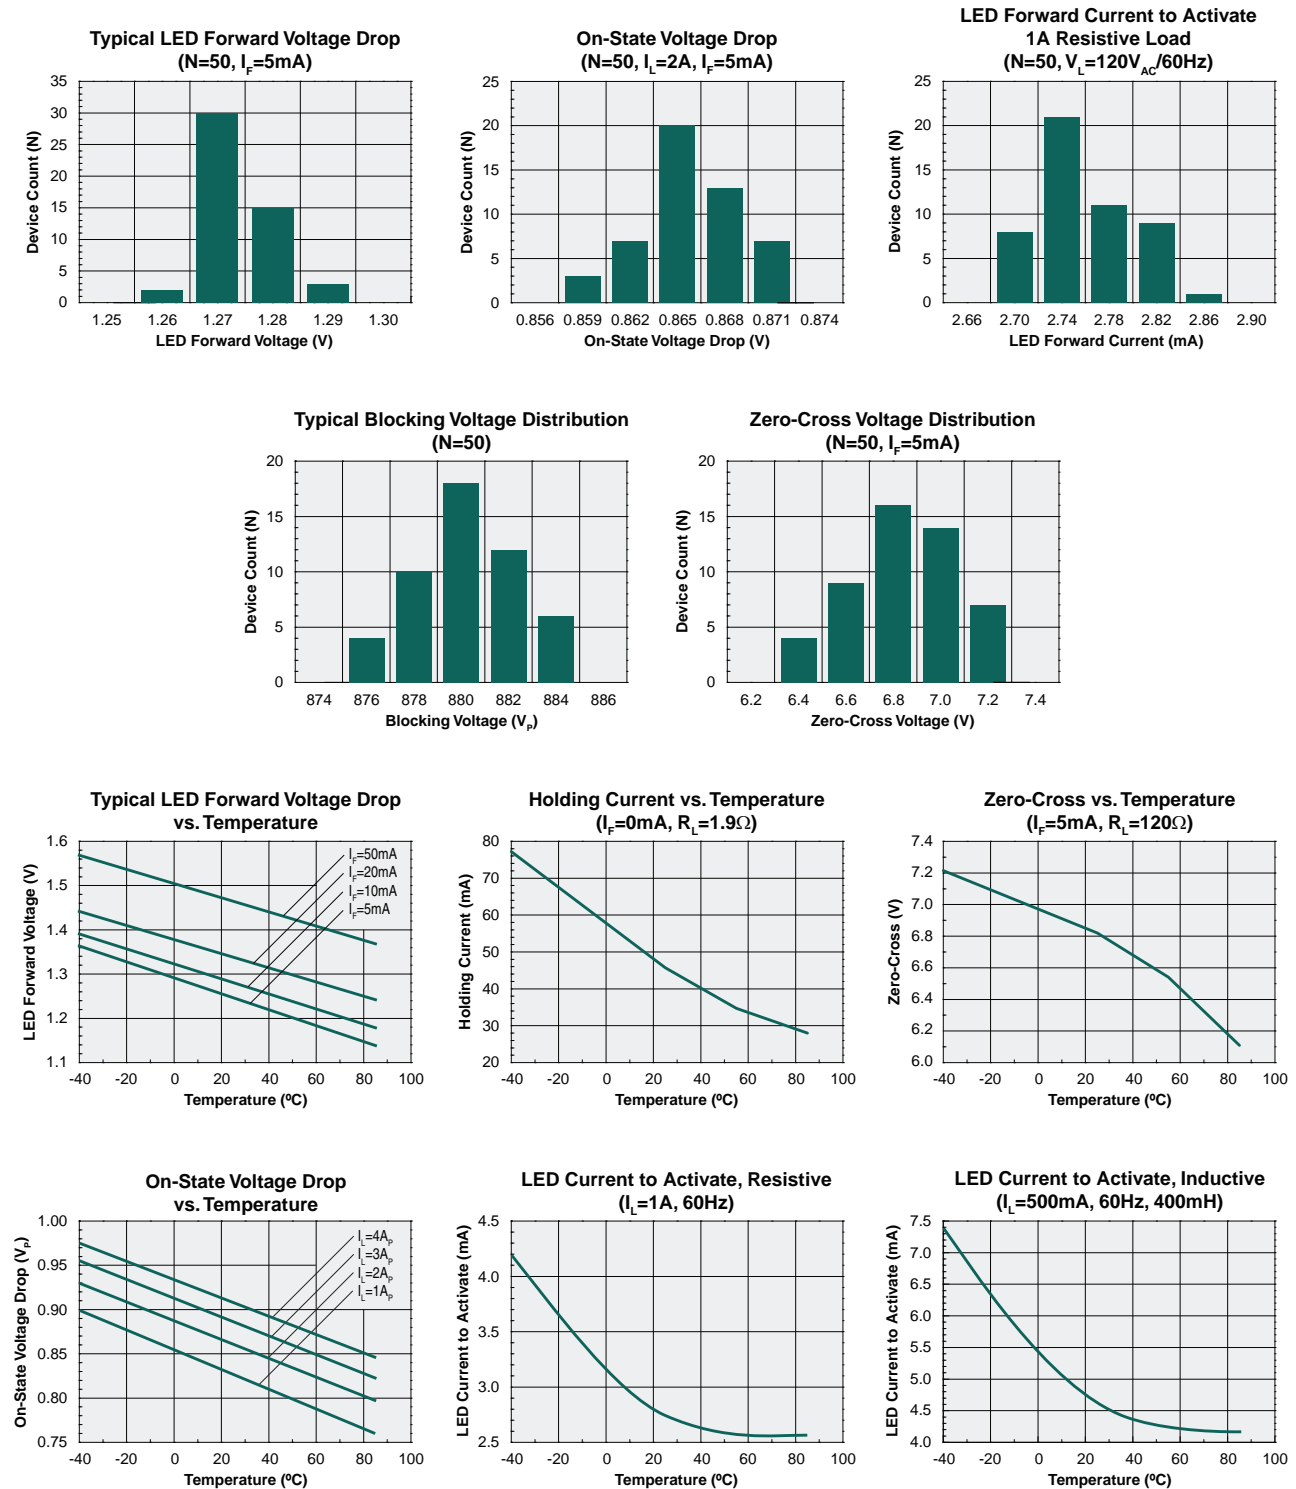 Typical LED Forward Voltage Drop
(N=50, IF=5mA)
Device Count (N)
35
30
25
20
15
10
5
0
1.25 1.26 1.27 1.28 1.29 1.30
LED Forward Voltage (V)
On-State Voltage Drop
(N=50, IL=2A, IF=5mA)
Device Count (N)
25
20
15
10
5
0
0.856 0.859 0.862 0.865 0.868 0.871 0.874
On-State Voltage Drop (V)
LED Forward Current to Activate
1A Resistive Load
(N=50, VL=120VAC/60Hz)
Device Count (N)
25
20
15
10
5
0
2.66 2.70 2.74 2.78 2.82 2.86 2.90
LED Forward Current (mA)
Typical Blocking Voltage Distribution
(N=50)
Device Count (N)
20
15
10
5
0
874 876 878 880 882 884 886
Blocking Voltage (VP)
Zero-Cross Voltage Distribution
(N=50, IF=5mA)
Device Count (N)
20
15
10
5
0
6.2 6.4 6.6 6.8 7.0 7.2 7.4
Zero-Cross Voltage (V)
Typical LED Forward Voltage Drop
vs. Temperature
LED Forward Voltage (V)
1.6
1.5
1.4
1.3
1.2
1.1
IF=50mA
IF=20mA
IF=10mA
IF=5mA
-40 -20 0 20 40 60 80 100
Temperature (ºC)
Holding Current vs. Temperature
(IF=0mA, RL=1.9Ω)
Holding Current (mA)
80
70
60
50
40
30
20
-40 -20 0 20 40 60 80 100
Temperature (ºC)
Zero-Cross vs. Temperature
(IF=5mA, RL=120Ω)
Zero-Cross (V)
7.4
7.2
7.0
6.8
6.6
6.4
6.2
6.0
-40 -20 0 20 40 60 80 100
Temperature (ºC)
On-State Voltage Drop
vs. Temperature
On-State Voltage Drop (VP)
1.00
0.95
0.90
0.85
0.80
0.75
IL=4AP
IL=3AP
IL=2AP
IL=1AP
-40 -20 0 20 40 60 80 100
Temperature (ºC)
LED Current to Activate, Resistive
(IL=1A, 60Hz)
LED Current to Activate (mA)
4.5
4.0
3.5
3.0
2.5
-40 -20 0 20 40 60 80 100
Temperature (ºC)
LED Current to Activate, Inductive
(IL=500mA, 60Hz, 400mH)
LED Current to Activate (mA)
7.5
7.0
6.5
6.0
5.5
5.0
4.5
4.0
-40 -20 0 20 40 60 80 100
Temperature (ºC)